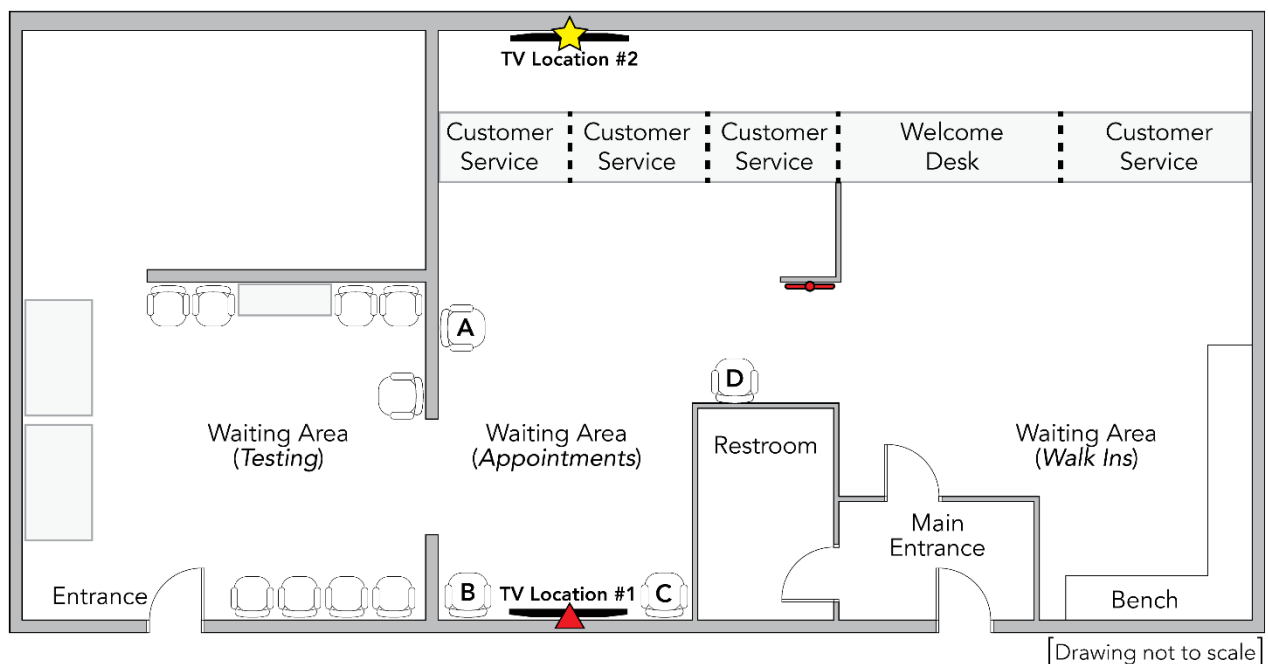 TV Location #2
Customer Service
Customer Service
Customer Service
Welcome Desk
Customer Service
A
D
Waiting Area
(Testing)
Waiting Area
(Appointments)
Restroom
Waiting Area
(Walk Ins)
Main
Entrance
Entrance
B
TV Location #1
C
Bench
[Drawing not to scale]